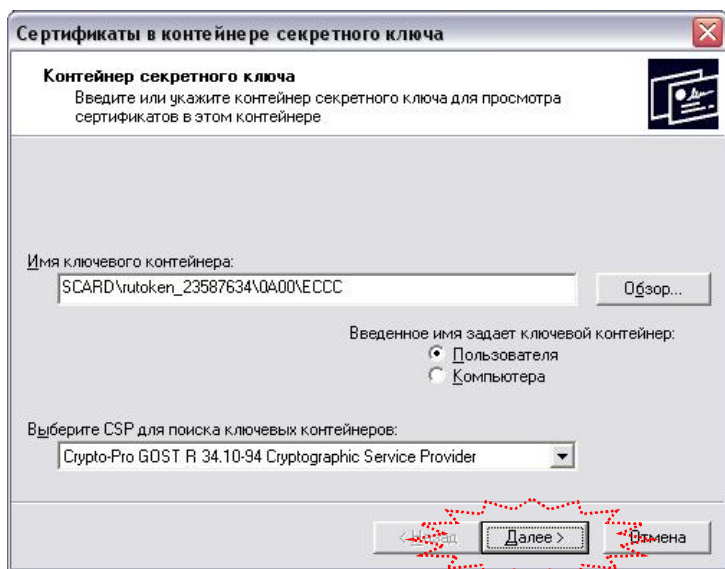 Сертификаты в контейнере секретного ключа
Контейнер секретного ключа
Введите или укажите контейнер секретного ключа для просмотра
сертификатов в этом контейнере
Имя ключевого контейнера:
SCARD\rutoken_23587634\0A00\ECCC
Обзор...
Введенное имя задает ключевой контейнер:
Пользователя
Компьютера
Выберите CSP для поиска ключевых контейнеров:
Crypto-Pro GOST R 34.10-94 Cryptographic Service Provider
< Назад
Далее >
Отмена